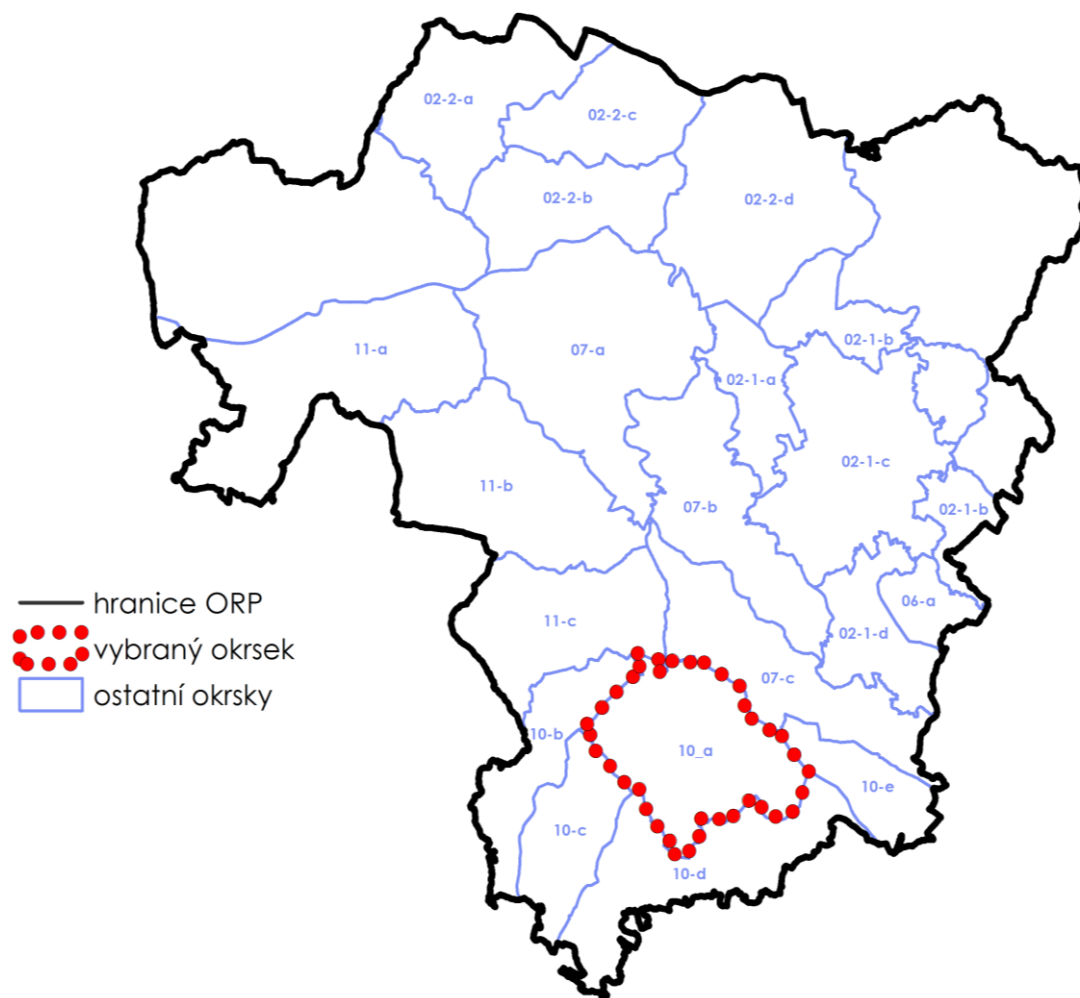 02-2-a
02-2-c
02-2-b
02-2-d
02-1-b
11-a
07-a
02-1-a
02-1-c
11-b
07-b
02-1-b
06-a
hranice ORP
11-c
02-1-d
vybraný okrsek
07-c
ostatní okrsky
10-b
10_a
10-e
10-c
10-d